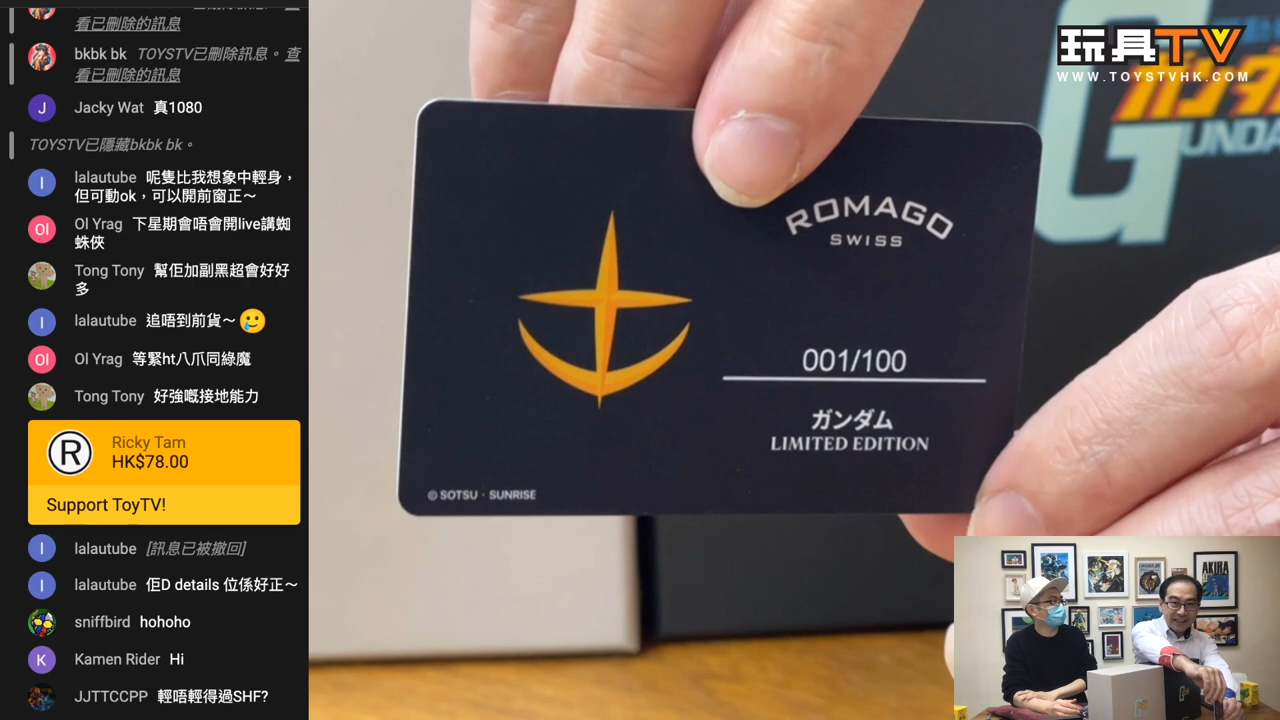 看已刪除的訊息
bkbk bk TOYSTV已刪除訊息。查
看已刪除的訊息
J Jacky Wat 真1080
TOYSTV已隱藏bkbk bk。
l lalautube 呢隻比我想象中輕身，
但可動ok，可以開前窗正～
Ol Ol Yrag 下星期會唔會開live講蜘
蛛俠
Tong Tony 幫佢加副黑超會好好
多
l lalautube 追唔到前貨～
Ol Ol Yrag 等緊ht八爪同綠魔
Tong Tony 好強嘅接地能力
R Ricky Tam
HK$78.00
Support ToyTV!
l lalautube [訊息已被撤回]
l lalautube 佢D details 位係好正～
sniffbird hohoho
K Kamen Rider Hi
JJTTCCPP 輕唔輕得過SHF?
玩具TV
WWW.TOYSTVHK.COM
ガンダ
G
UNDA
ROMAGO
SWISS
001/100
ガンダム
LIMITED EDITION
© SOTSU · SUNRISE
AKIRA
G